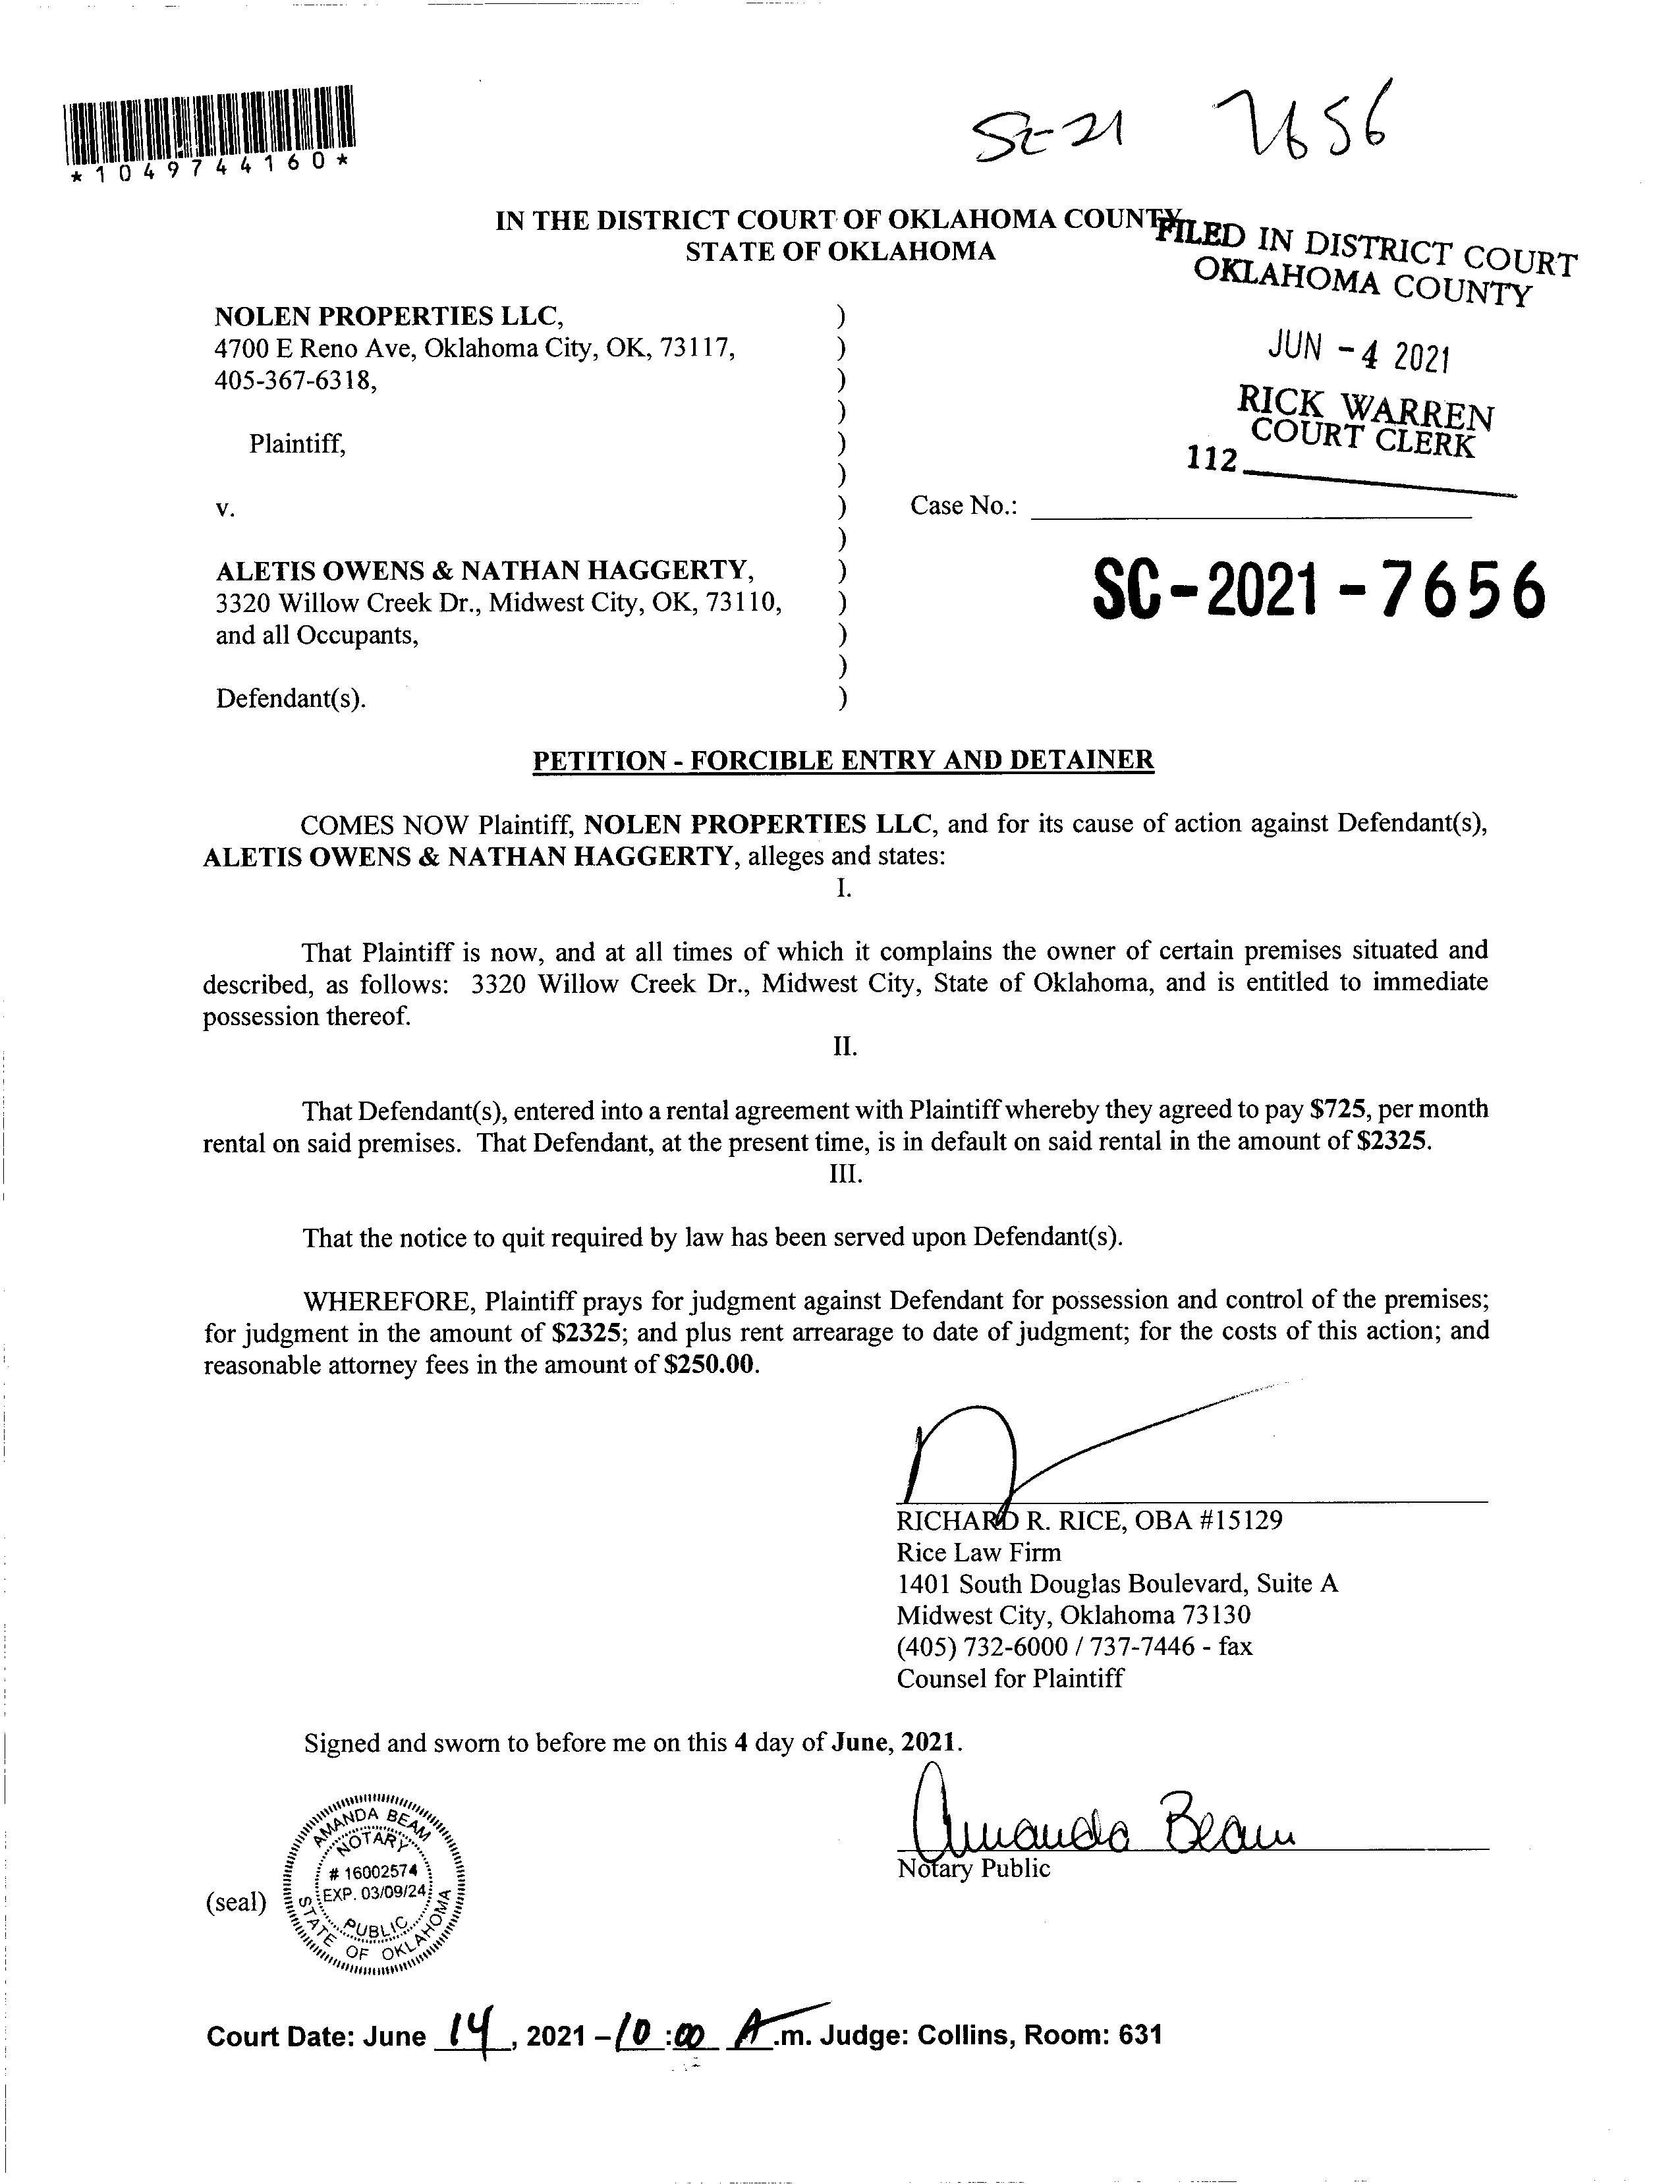 SC-21 7656
*1049744160*
IN THE DISTRICT COURT OF OKLAHOMA COUNTY
STATE OF OKLAHOMA
FILED IN DISTRICT COURT
OKLAHOMA COUNTY
JUN -4 2021
RICK WARREN
COURT CLERK
112
NOLEN PROPERTIES LLC, )
4700 E Reno Ave, Oklahoma City, OK, 73117, )
405-367-6318, )
)
Plaintiff, )
)
v. ) Case No.:
)
ALETIS OWENS & NATHAN HAGGERTY, )
3320 Willow Creek Dr., Midwest City, OK, 73110, )
and all Occupants, )
)
Defendant(s). )
SC-2021-7656
PETITION - FORCIBLE ENTRY AND DETAINER
COMES NOW Plaintiff, NOLEN PROPERTIES LLC, and for its cause of action against Defendant(s),
ALETIS OWENS & NATHAN HAGGERTY, alleges and states:
I.
That Plaintiff is now, and at all times of which it complains the owner of certain premises situated and
described, as follows: 3320 Willow Creek Dr., Midwest City, State of Oklahoma, and is entitled to immediate
possession thereof.
II.
That Defendant(s), entered into a rental agreement with Plaintiff whereby they agreed to pay $725, per month
rental on said premises. That Defendant, at the present time, is in default on said rental in the amount of $2325.
III.
That the notice to quit required by law has been served upon Defendant(s).
WHEREFORE, Plaintiff prays for judgment against Defendant for possession and control of the premises;
for judgment in the amount of $2325; and plus rent arrearage to date of judgment; for the costs of this action; and
reasonable attorney fees in the amount of $250.00.
RICHARD R. RICE, OBA #15129
Rice Law Firm
1401 South Douglas Boulevard, Suite A
Midwest City, Oklahoma 73130
(405) 732-6000 / 737-7446 - fax
Counsel for Plaintiff
Signed and sworn to before me on this 4 day of June, 2021.
Amanda Beam
Notary Public
(seal)
AMANDA BEAM
NOTARY
# 16002574
EXP. 03/09/24
PUBLIC
STATE OF OKLAHOMA
Court Date: June 14, 2021 - 10:00 A.m. Judge: Collins, Room: 631